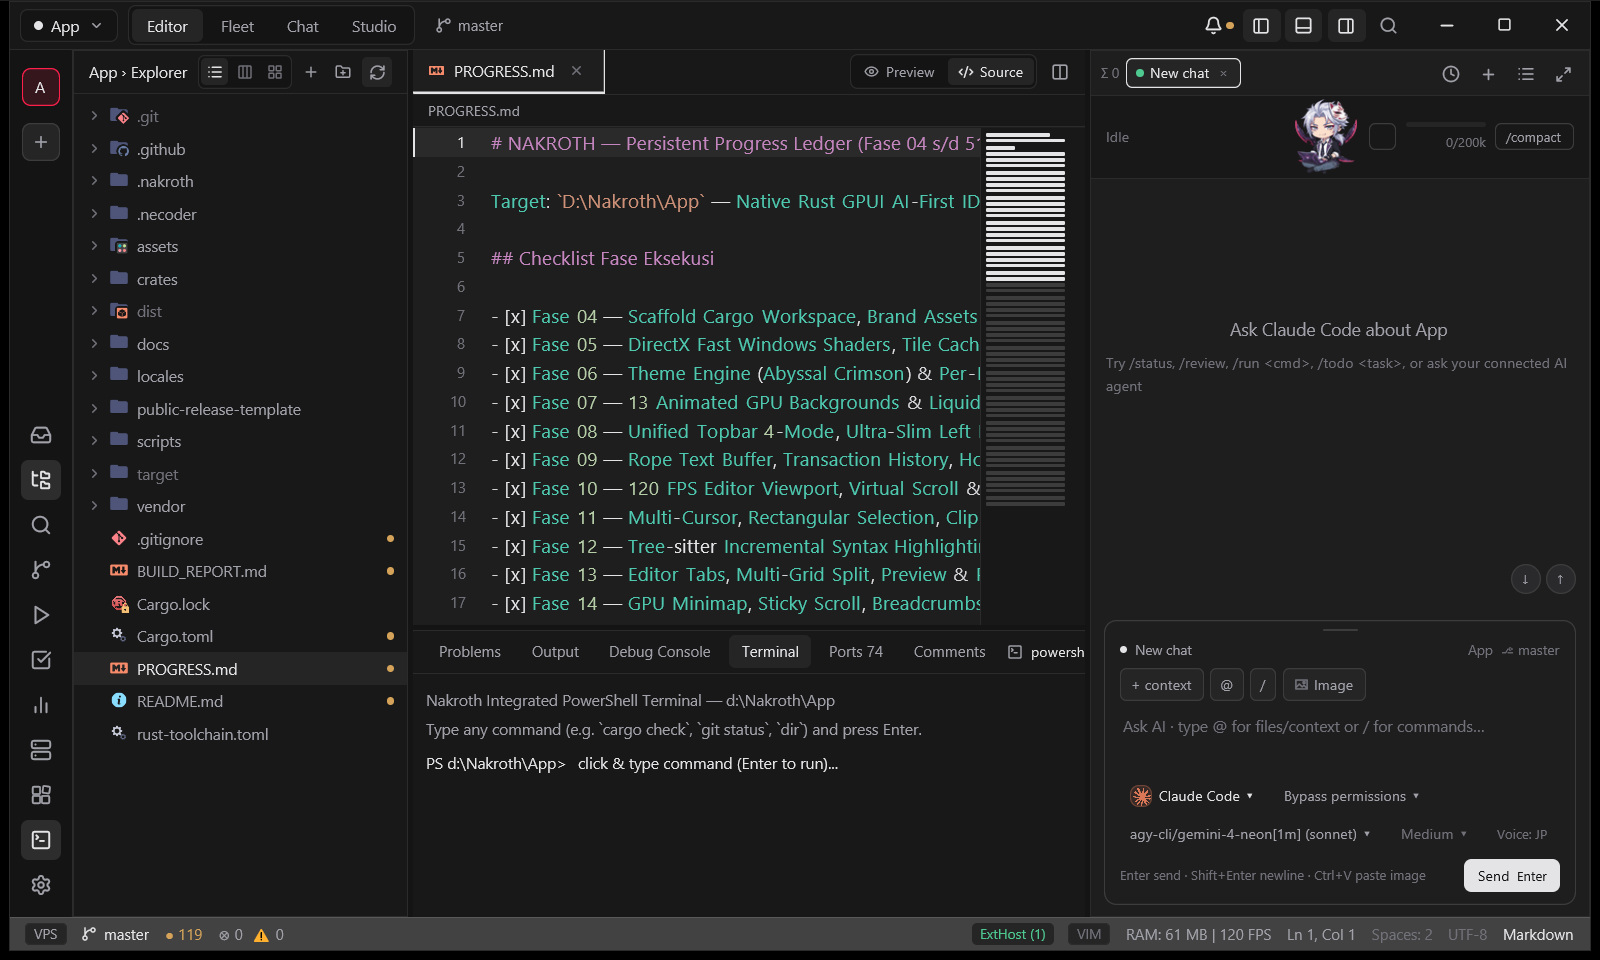 App
Editor
Fleet
Chat
Studio
master
A
App › Explorer
.git
.github
.nakroth
.necoder
assets
crates
dist
docs
locales
public-release-template
scripts
target
vendor
.gitignore
BUILD_REPORT.md
Cargo.lock
Cargo.toml
PROGRESS.md
README.md
rust-toolchain.toml
PROGRESS.md
Preview
Source
PROGRESS.md
1 # NAKROTH — Persistent Progress Ledger (Fase 04 s/d 51
2
3 Target: `D:\Nakroth\App` — Native Rust GPUI AI-First ID
4
5 ## Checklist Fase Eksekusi
6
7 - [x] Fase 04 — Scaffold Cargo Workspace, Brand Assets
8 - [x] Fase 05 — DirectX Fast Windows Shaders, Tile Cach
9 - [x] Fase 06 — Theme Engine (Abyssal Crimson) & Per-
10 - [x] Fase 07 — 13 Animated GPU Backgrounds & Liquid
11 - [x] Fase 08 — Unified Topbar 4-Mode, Ultra-Slim Left
12 - [x] Fase 09 — Rope Text Buffer, Transaction History, Ho
13 - [x] Fase 10 — 120 FPS Editor Viewport, Virtual Scroll &
14 - [x] Fase 11 — Multi-Cursor, Rectangular Selection, Clip
15 - [x] Fase 12 — Tree-sitter Incremental Syntax Highlighti
16 - [x] Fase 13 — Editor Tabs, Multi-Grid Split, Preview &
17 - [x] Fase 14 — GPU Minimap, Sticky Scroll, Breadcrumbs
Problems
Output
Debug Console
Terminal
Ports 74
Comments
powersh
Nakroth Integrated PowerShell Terminal — d:\Nakroth\App
Type any command (e.g. `cargo check`, `git status`, `dir`) and press Enter.
PS d:\Nakroth\App> click & type command (Enter to run)...
Σ 0
New chat
Idle
0/200k
/compact
Ask Claude Code about App
Try /status, /review, /run <cmd>, /todo <task>, or ask your connected AI
agent
New chat
App
master
+ context
@
/
Image
Ask AI · type @ for files/context or / for commands...
Claude Code
Bypass permissions
agy-cli/gemini-4-neon[1m] (sonnet)
Medium
Voice: JP
Enter send · Shift+Enter newline · Ctrl+V paste image
Send Enter
VPS
master
119
0
0
ExtHost (1)
VIM
RAM: 61 MB | 120 FPS
Ln 1, Col 1
Spaces: 2
UTF-8
Markdown